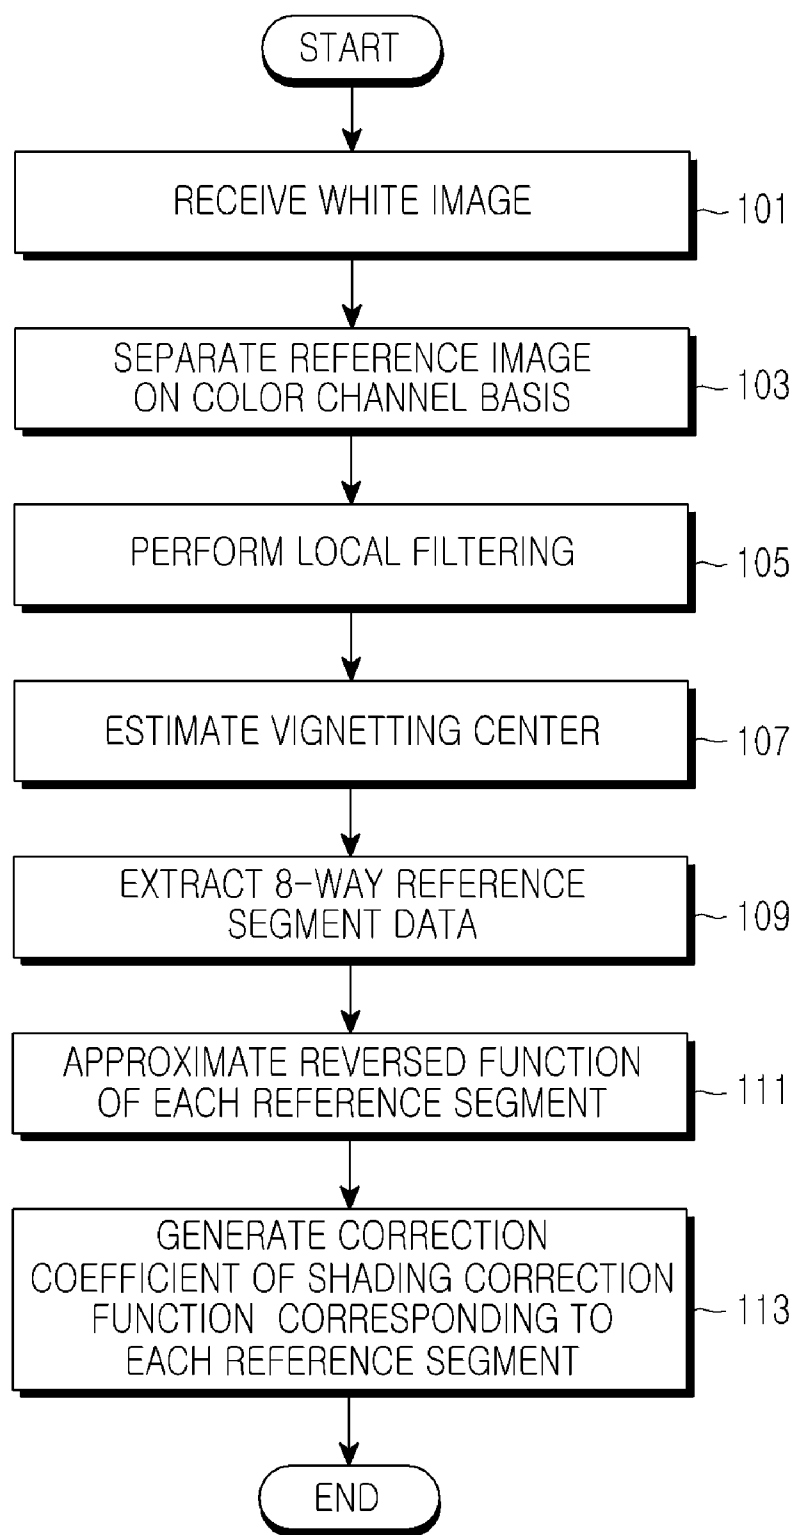 START
RECEIVE WHITE IMAGE
101
SEPARATE REFERENCE IMAGE
ON COLOR CHANNEL BASIS
103
PERFORM LOCAL FILTERING
105
ESTIMATE VIGNETTING CENTER
107
EXTRACT 8-WAY REFERENCE
SEGMENT DATA
109
APPROXIMATE REVERSED FUNCTION
OF EACH REFERENCE SEGMENT
111
GENERATE CORRECTION
COEFFICIENT OF SHADING CORRECTION
FUNCTION CORRESPONDING TO
EACH REFERENCE SEGMENT
113
END